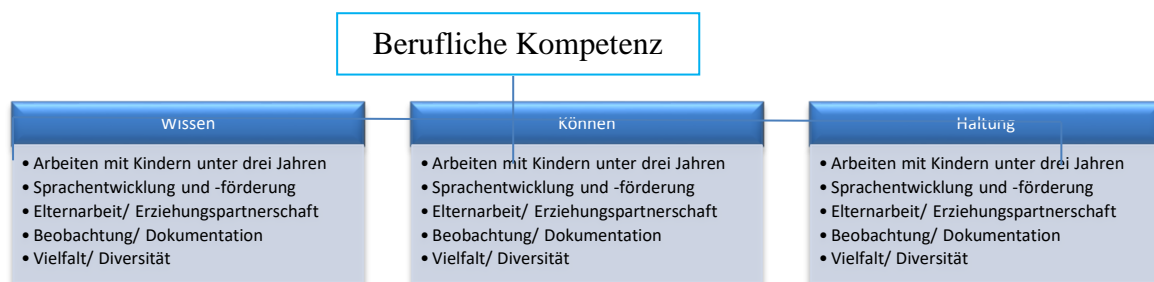 Berufliche Kompetenz
Wissen
• Arbeiten mit Kindern unter drei Jahren
• Sprachentwicklung und -förderung
• Elternarbeit/ Erziehungspartnerschaft
• Beobachtung/ Dokumentation
• Vielfalt/ Diversität
Können
• Arbeiten mit Kindern unter drei Jahren
• Sprachentwicklung und -förderung
• Elternarbeit/ Erziehungspartnerschaft
• Beobachtung/ Dokumentation
• Vielfalt/ Diversität
Haltung
• Arbeiten mit Kindern unter drei Jahren
• Sprachentwicklung und -förderung
• Elternarbeit/ Erziehungspartnerschaft
• Beobachtung/ Dokumentation
• Vielfalt/ Diversität